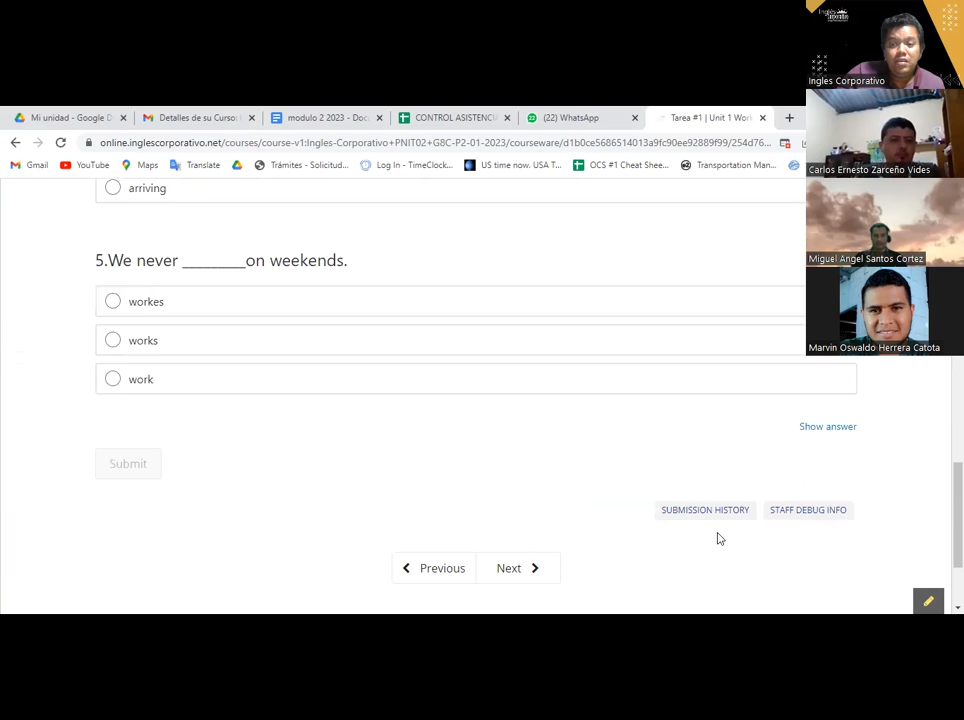 Inglés
Corporativo
Ingles Corporativo
Mi unidad - Google D
Detalles de su Curso
modulo 2 2023 - Docu
CONTROL ASISTENCI
(22) WhatsApp
Tarea #1 | Unit 1 Work
online.inglescorporativo.net/courses/course-v1:Ingles-Corporativo+PNIT02+G8C-P2-01-2023/courseware/d1b0ce5686514013a9fc90ee92889f99/254d76...
Gmail
YouTube
Maps
Translate
Trámites - Solicitud...
Log In - TimeClock...
US time now. USA T...
OCS #1 Cheat Shee...
Transportation Man...
Carlos Ernesto Zarceño Vides
Miguel Angel Santos Cortez
Marvin Oswaldo Herrera Catota
arriving
5.We never ________on weekends.
workes
works
work
Show answer
Submit
SUBMISSION HISTORY
STAFF DEBUG INFO
Previous
Next